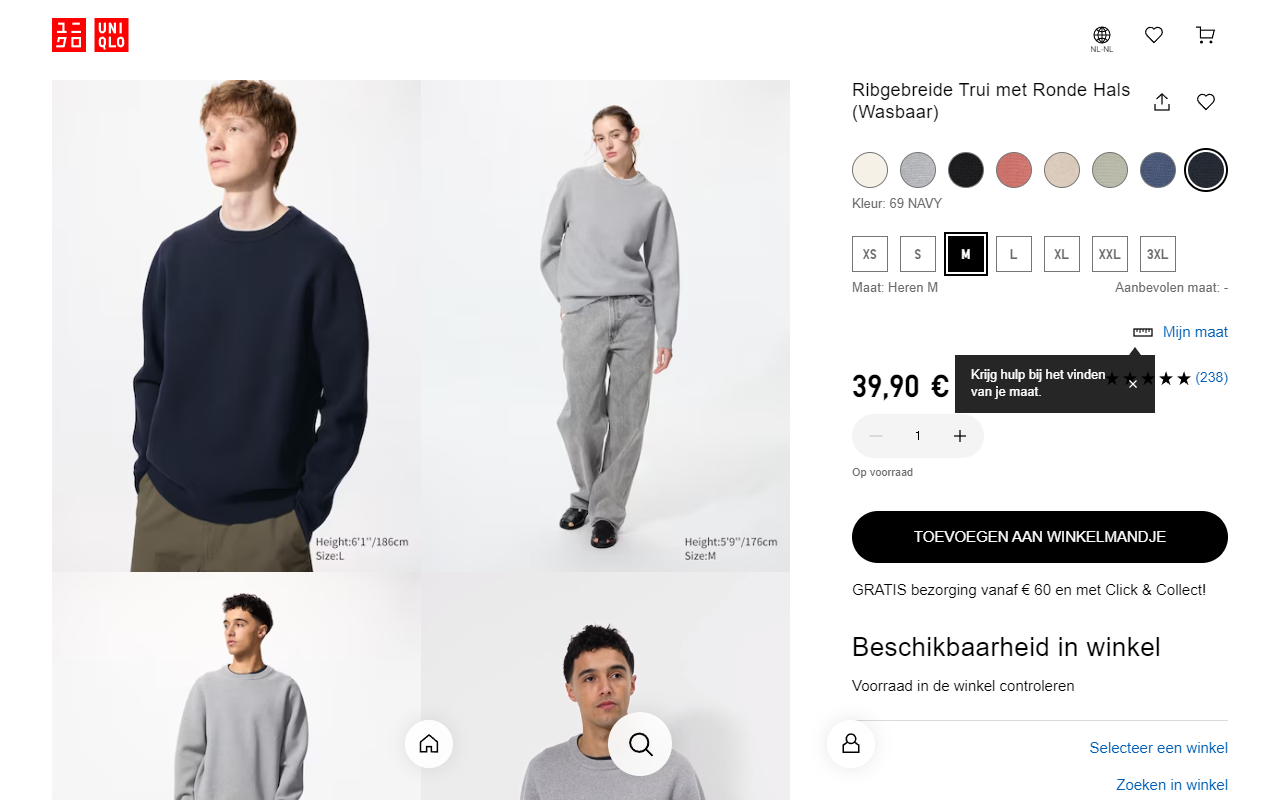 ユニ
クロ
UNI
QLO
NL-NL
Ribgebreide Trui met Ronde Hals
(Wasbaar)
Kleur: 69 NAVY
XS
S
M
L
XL
XXL
3XL
Maat: Heren M
Aanbevolen maat: -
Mijn maat
39,90 €
Krijg hulp bij het vinden
van je maat.
(238)
1
Op voorraad
TOEVOEGEN AAN WINKELMANDJE
GRATIS bezorging vanaf € 60 en met Click & Collect!
Beschikbaarheid in winkel
Voorraad in de winkel controleren
Selecteer een winkel
Zoeken in winkel
Height:6'1''/186cm
Size:L
Height:5'9''/176cm
Size:M